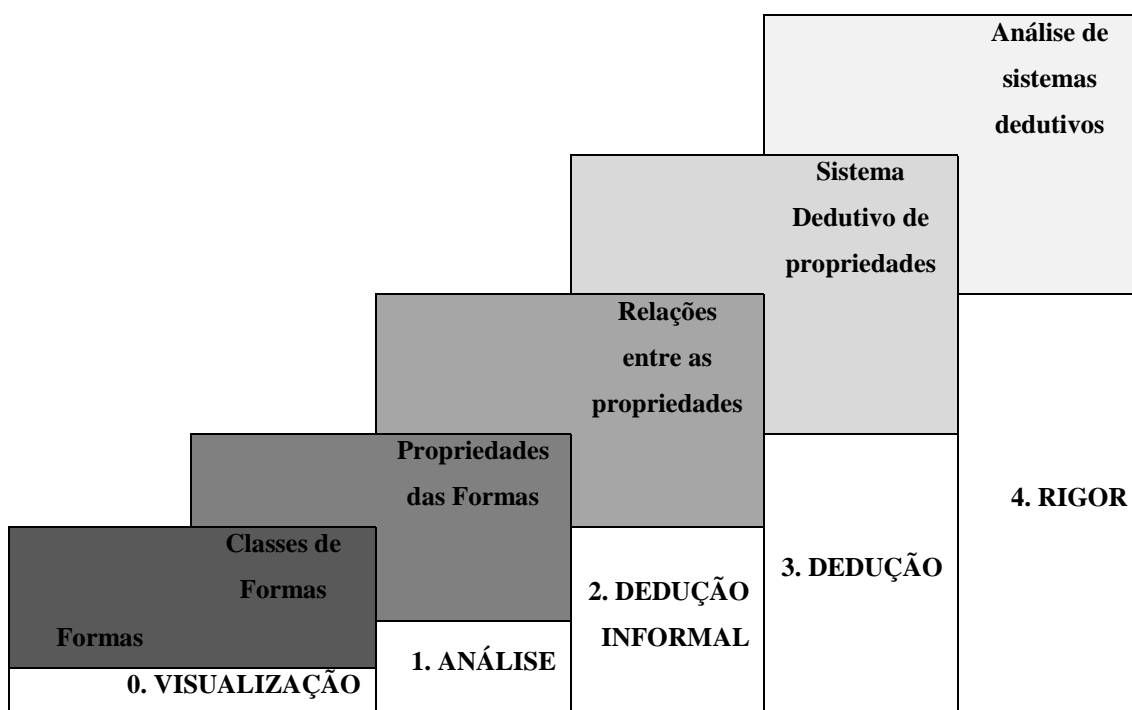 Análise de
sistemas
dedutivos
Sistema
Dedutivo de
propriedades
Relações
entre as
propriedades
Propriedades
das Formas
4. RIGOR
Classes de
Formas
3. DEDUÇÃO
2. DEDUÇÃO
INFORMAL
Formas
1. ANÁLISE
0. VISUALIZAÇÃO